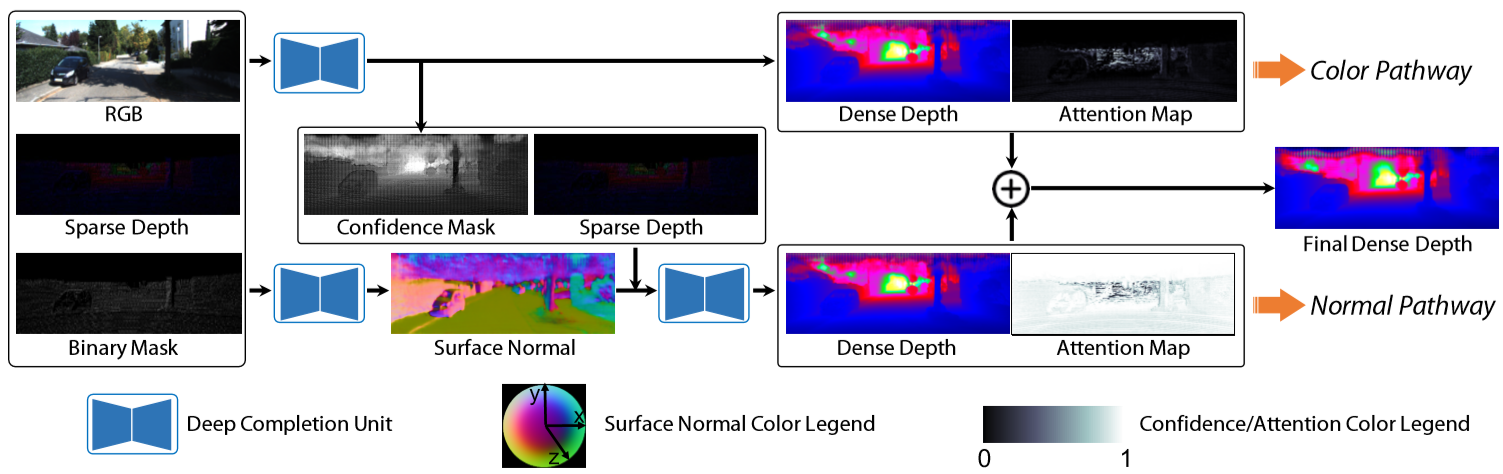 RGB
Sparse Depth
Binary Mask
Confidence Mask
Sparse Depth
Surface Normal
Dense Depth
Attention Map
Color Pathway
Final Dense Depth
Dense Depth
Attention Map
Normal Pathway
Deep Completion Unit
y
x
z
Surface Normal Color Legend
0
1
Confidence/Attention Color Legend